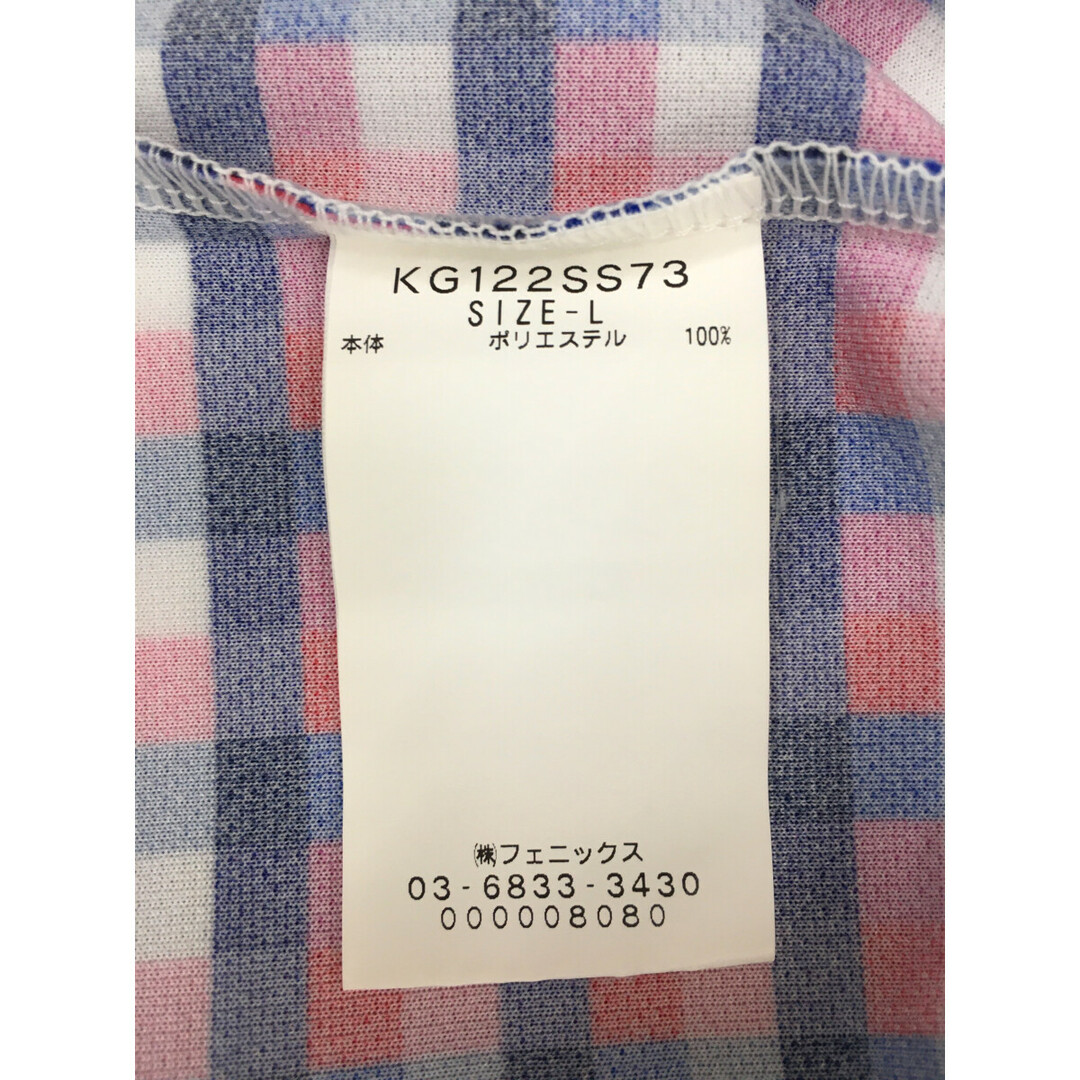 KG122SS73
SIZE-L
本体 ポリエステル 100%
㈱フェニックス
03-6833-3430
000008080